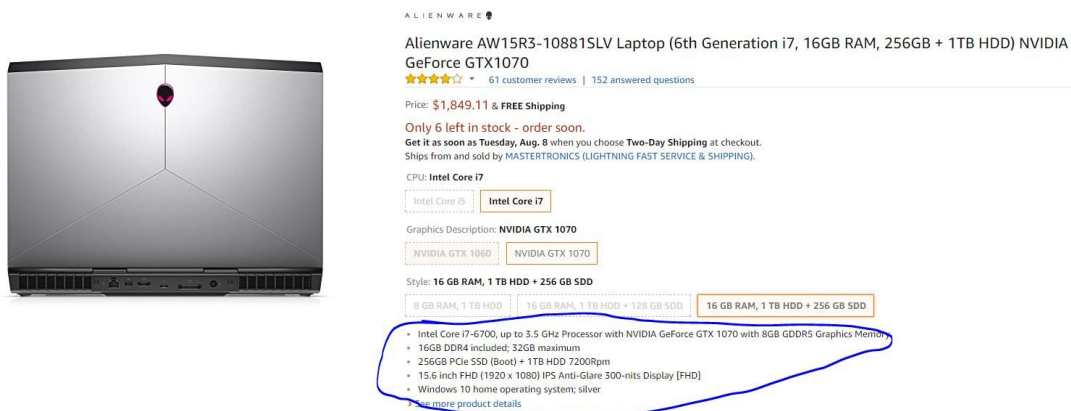 ALIENWARE
Alienware AW15R3-10881SLV Laptop (6th Generation i7, 16GB RAM, 256GB + 1TB HDD) NVIDIA
GeForce GTX1070
61 customer reviews | 152 answered questions
Price: $1,849.11 & FREE Shipping
Only 6 left in stock - order soon.
Get it as soon as Tuesday, Aug. 8 when you choose Two-Day Shipping at checkout.
Ships from and sold by MASTERTRONICS (LIGHTNING FAST SERVICE & SHIPPING).
CPU: Intel Core i7
Intel Core i5 Intel Core i7
Graphics Description: NVIDIA GTX 1070
NVIDIA GTX 1060 NVIDIA GTX 1070
Style: 16 GB RAM, 1 TB HDD + 256 GB SDD
8 GB RAM, 1 TB HDD 16 GB RAM, 1 TB HDD + 128 GB SDD 16 GB RAM, 1 TB HDD + 256 GB SDD
• Intel Core i7-6700, up to 3.5 GHz Processor with NVIDIA GeForce GTX 1070 with 8GB GDDR5 Graphics Memory
• 16GB DDR4 included; 32GB maximum
• 256GB PCIe SSD (Boot) + 1TB HDD 7200Rpm
• 15.6 inch FHD (1920 x 1080) IPS Anti-Glare 300-nits Display [FHD]
• Windows 10 home operating system; silver
› See more product details